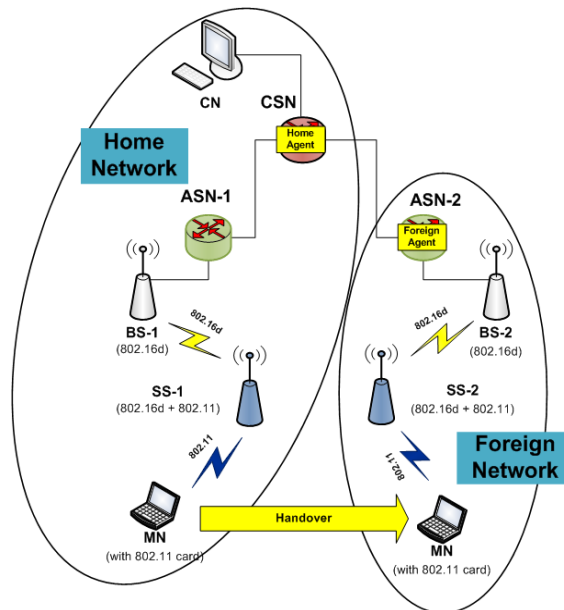 CN
CSN
Home
Agent
Home
Network
ASN-1
ASN-2
Foreign
Agent
BS-1
(802.16d)
802.16d
802.16d
BS-2
(802.16d)
SS-1
(802.16d + 802.11)
SS-2
(802.16d + 802.11)
802.11
802.11
Foreign
Network
Handover
MN
(with 802.11 card)
MN
(with 802.11 card)